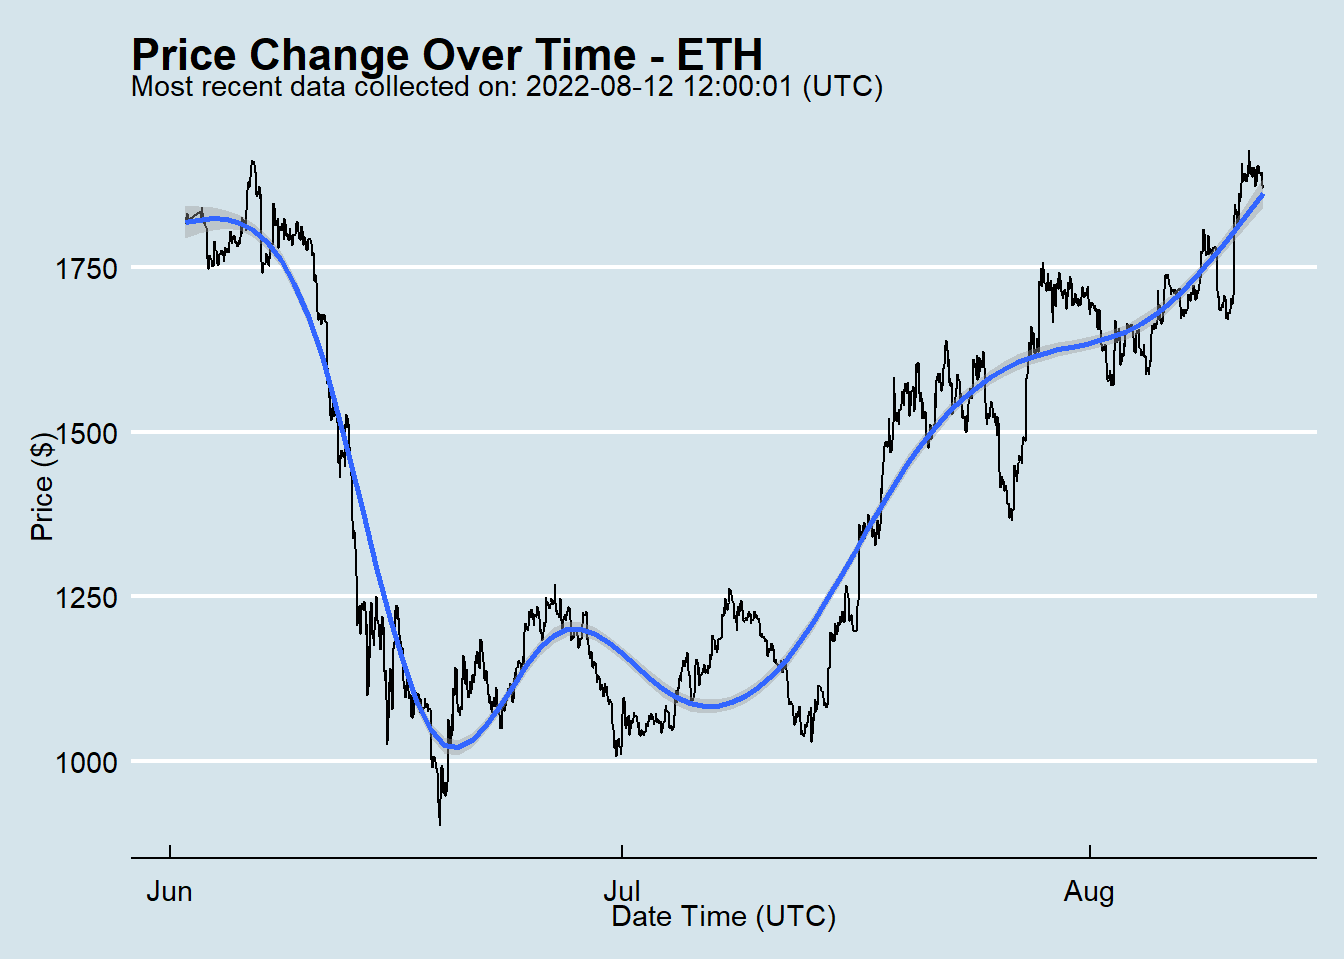 Price Change Over Time - ETH
Most recent data collected on: 2022-08-12 12:00:01 (UTC)
Price ($)
1750
1500
1250
1000
Jun
Jul
Aug
Date Time (UTC)